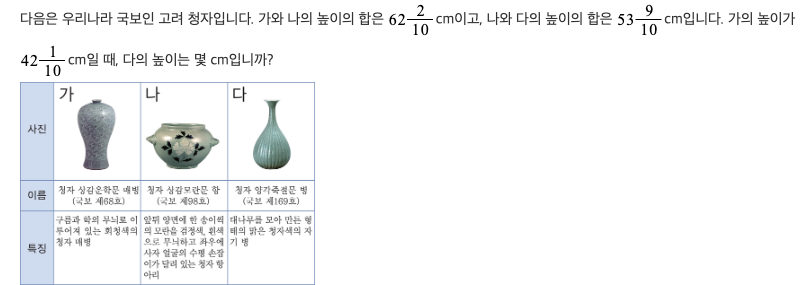 다음은 우리나라 국보인 고려 청자입니다. 가와 나의 높이의 합은 62 2/10 cm이고, 나와 다의 높이의 합은 53 9/10 cm입니다. 가의 높이가
42 1/10 cm일 때, 다의 높이는 몇 cm입니까?
사진 가 나 다
이름 청자 상감운학문 매병 (국보 제68호) 청자 상감모란문 항 (국보 제98호) 청자 양각죽절문 병 (국보 제169호)
특징
구름과 학의 무늬로 이
루어져 있는 회청색의
청자 매병
앞뒤 양면에 한 송이씩
의 모란을 검정색, 흰색
으로 무늬하고 좌우에
사자 얼굴의 수평 손잡
이가 달려 있는 청자 항
아리
대나무를 모아 만든 형
태의 밝은 청자색의 자
기 병